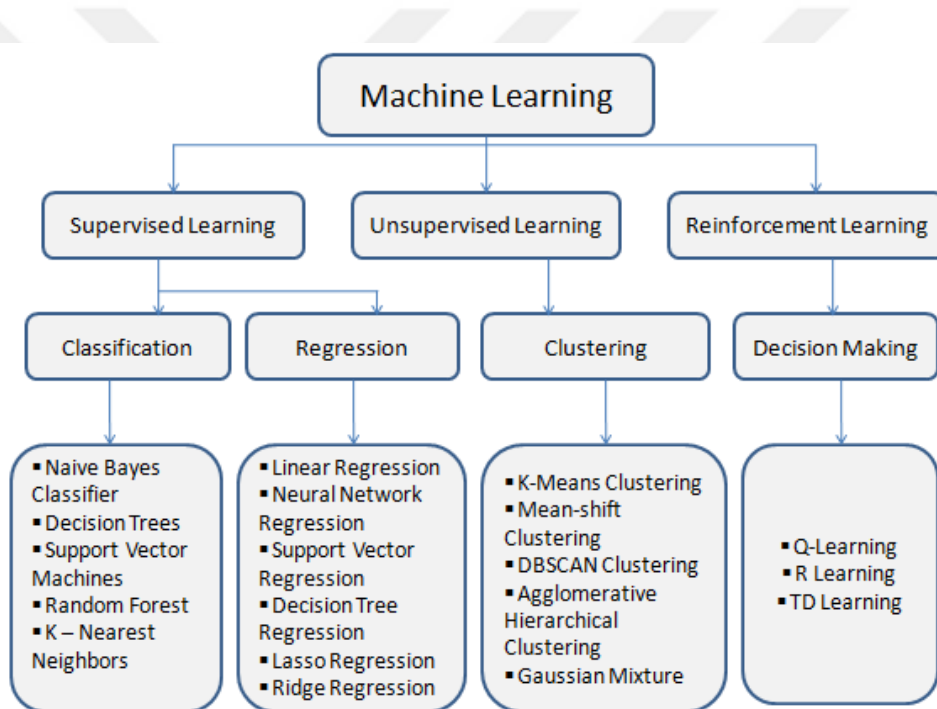 Machine Learning
Supervised Learning
Unsupervised Learning
Reinforcement Learning
Classification
Regression
Clustering
Decision Making
▪ Naive Bayes
Classifier
▪ Decision Trees
▪ Support Vector
Machines
▪ Random Forest
▪ K – Nearest
Neighbors
▪ Linear Regression
▪ Neural Network
Regression
▪ Support Vector
Regression
▪ Decision Tree
Regression
▪ Lasso Regression
▪ Ridge Regression
▪ K-Means Clustering
▪ Mean-shift
Clustering
▪ DBSCAN Clustering
▪ Agglomerative
Hierarchical
Clustering
▪ Gaussian Mixture
▪ Q-Learning
▪ R Learning
▪ TD Learning